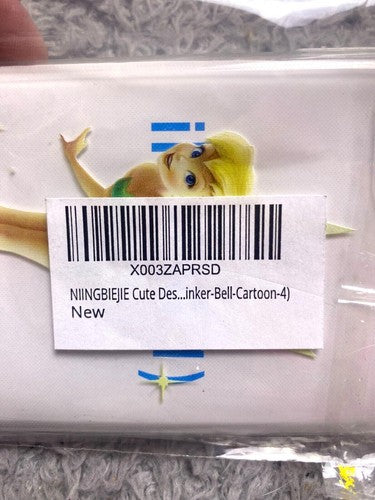 X003ZAPRSD
NIINGBIEJIE Cute Des...inker-Bell-Cartoon-4)
New